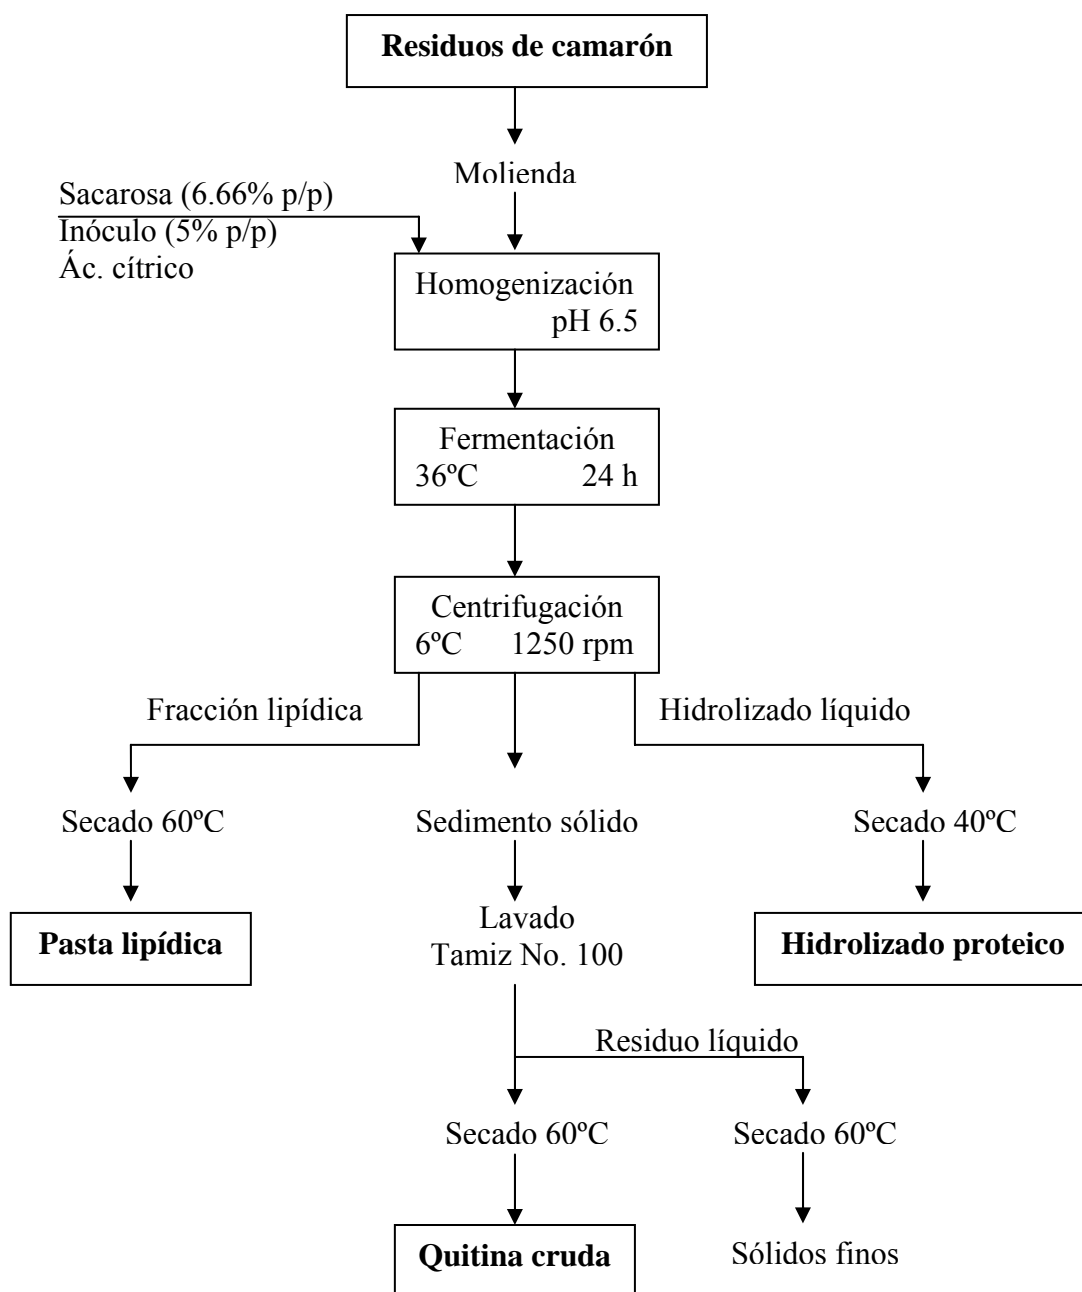 Residuos de camarón
Molienda
Sacarosa (6.66% p/p)
Inóculo (5% p/p)
Ác. cítrico
Homogenización
pH 6.5
Fermentación
36ºC 24 h
Centrifugación
6ºC 1250 rpm
Fracción lipídica
Hidrolizado líquido
Secado 60ºC
Sedimento sólido
Secado 40ºC
Pasta lipídica
Lavado
Tamiz No. 100
Hidrolizado proteico
Residuo líquido
Secado 60ºC
Secado 60ºC
Quitina cruda
Sólidos finos